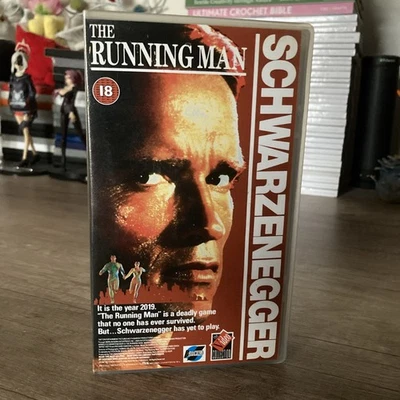 ULTIMATE CROCHET BIBLE
THE
RUNNING MAN
18
SCHWARZENEGGER
It is the year 2019.
"The Running Man" is a deadly game
that no one has ever survived.
But...Schwarzenegger has yet to play.